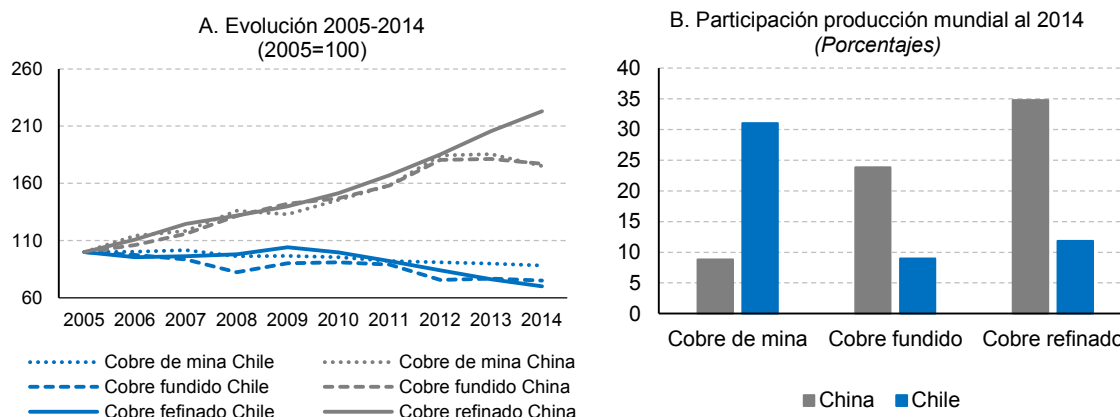 A. Evolución 2005-2014
(2005=100)
260
210
160
110
60
2005 2006 2007 2008 2009 2010 2011 2012 2013 2014
Cobre de mina Chile
Cobre de mina China
Cobre fundido Chile
Cobre fundido China
Cobre fefinado Chile
Cobre refinado China
B. Participación producción mundial al 2014
(Porcentajes)
40
35
30
25
20
15
10
5
0
Cobre de mina Cobre fundido Cobre refinado
China Chile